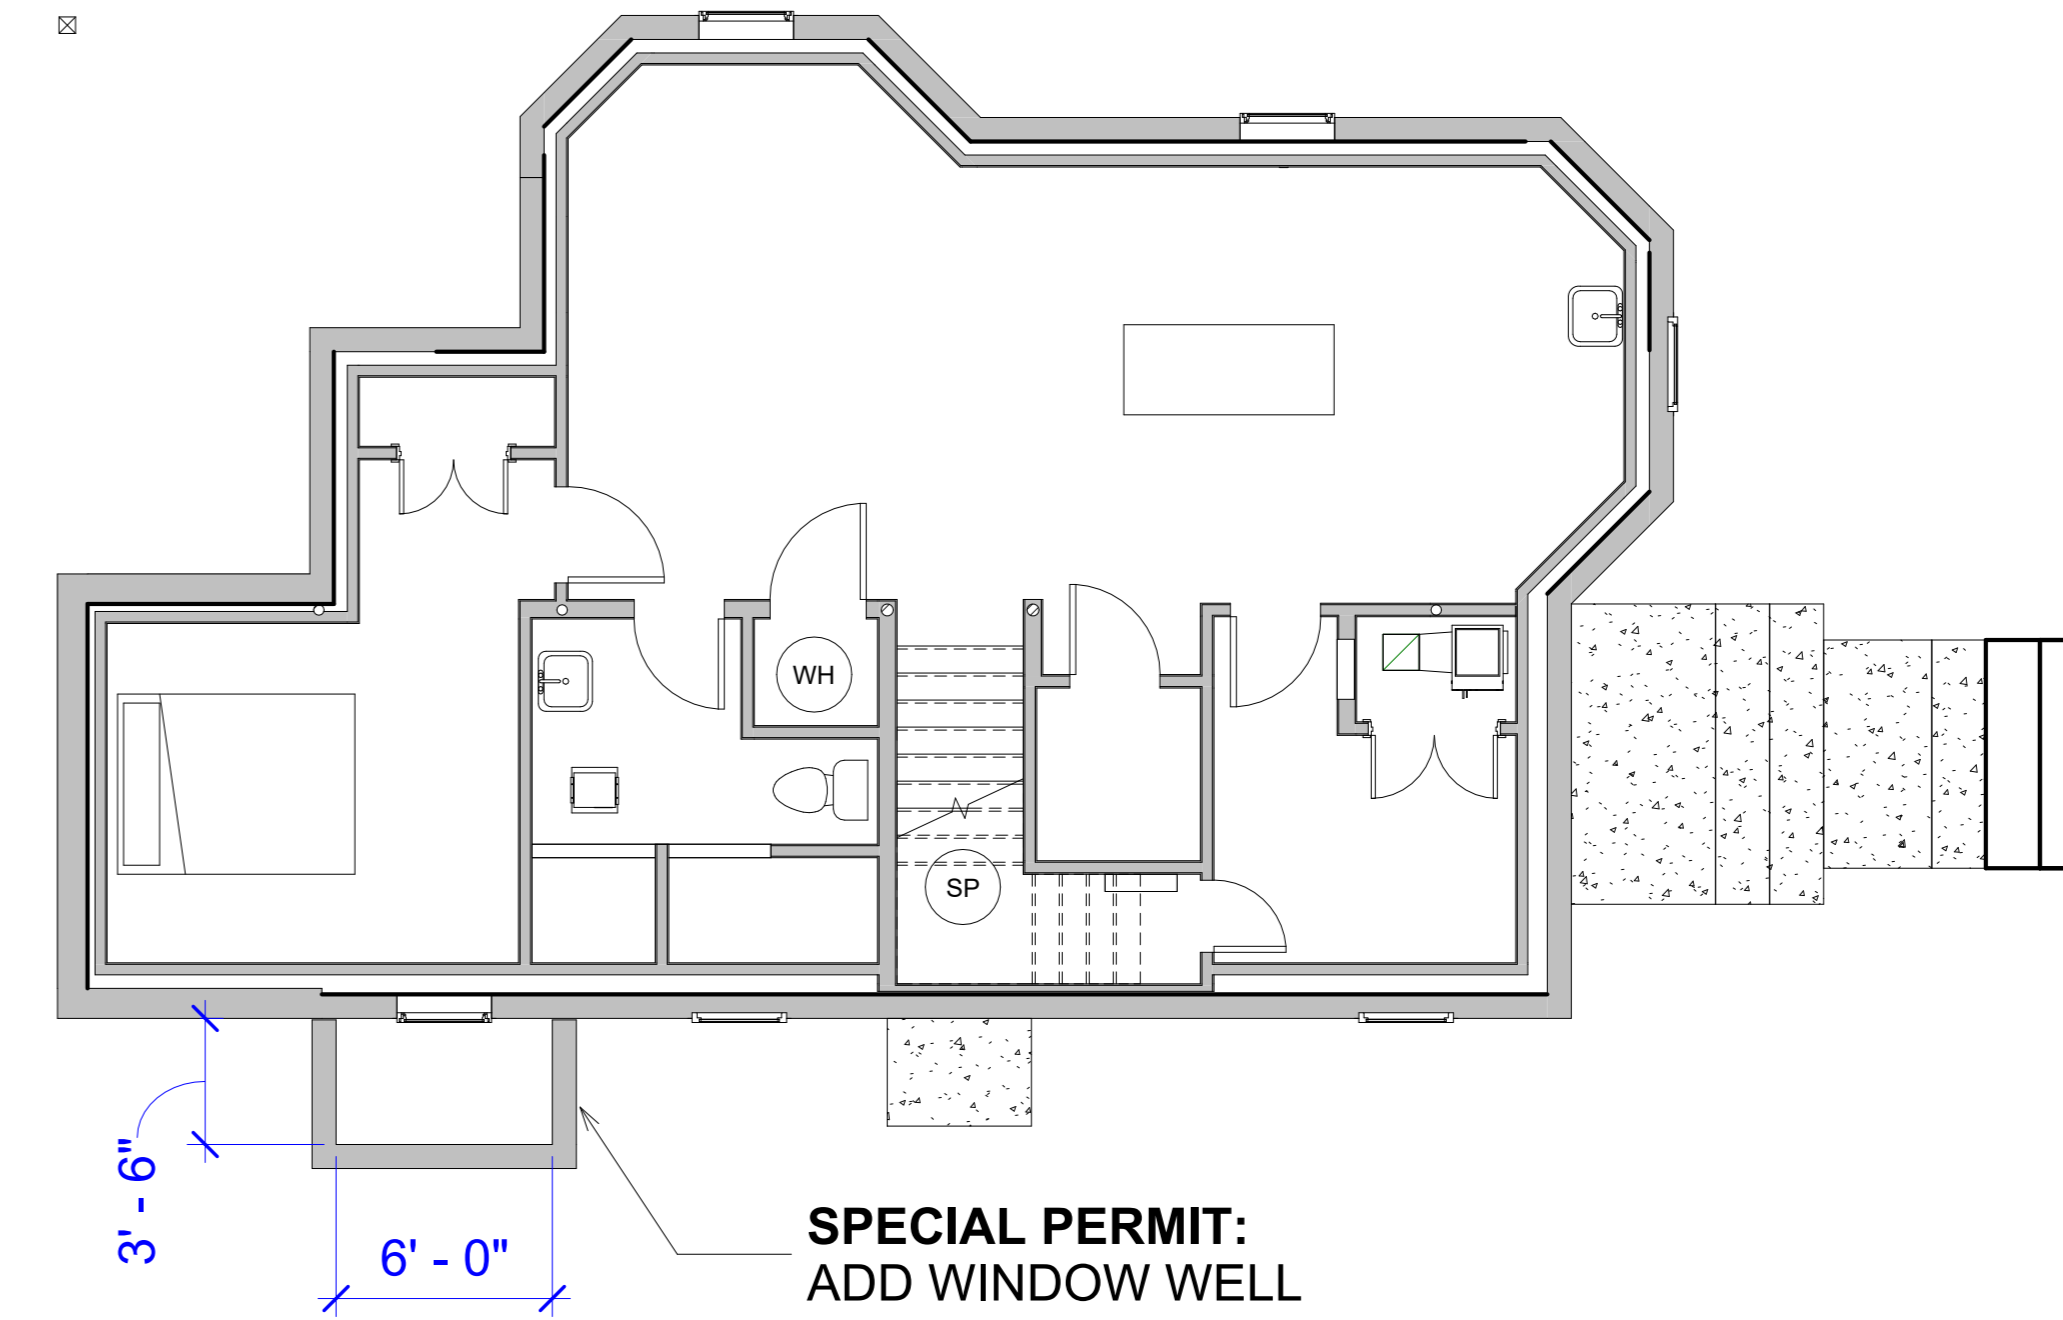 WH
SP
3' - 6"
6' - 0"
SPECIAL PERMIT:
ADD WINDOW WELL